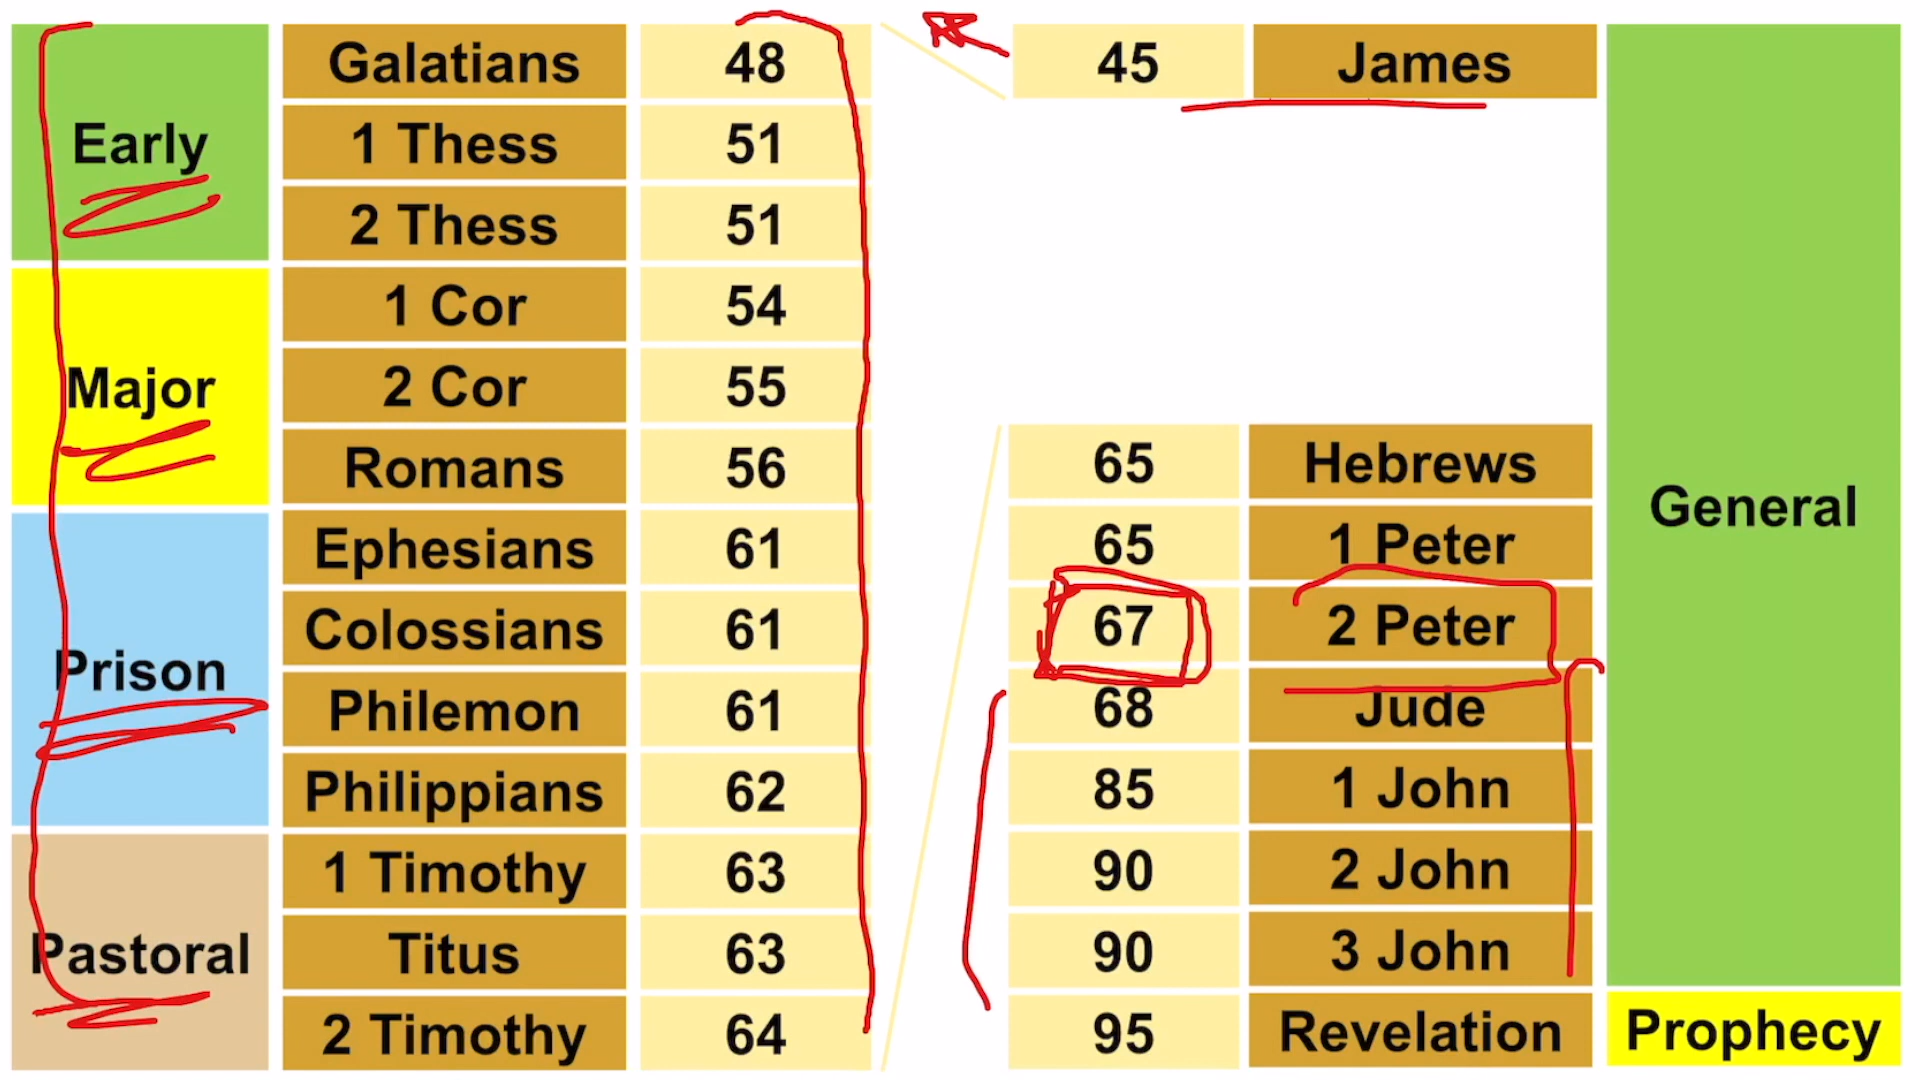 Early
Galatians 48
1 Thess 51
2 Thess 51
Major
1 Cor 54
2 Cor 55
Romans 56
Prison
Ephesians 61
Colossians 61
Philemon 61
Philippians 62
Pastoral
1 Timothy 63
Titus 63
2 Timothy 64
45 James
General
65 Hebrews
65 1 Peter
67 2 Peter
68 Jude
85 1 John
90 2 John
90 3 John
95 Revelation
Prophecy